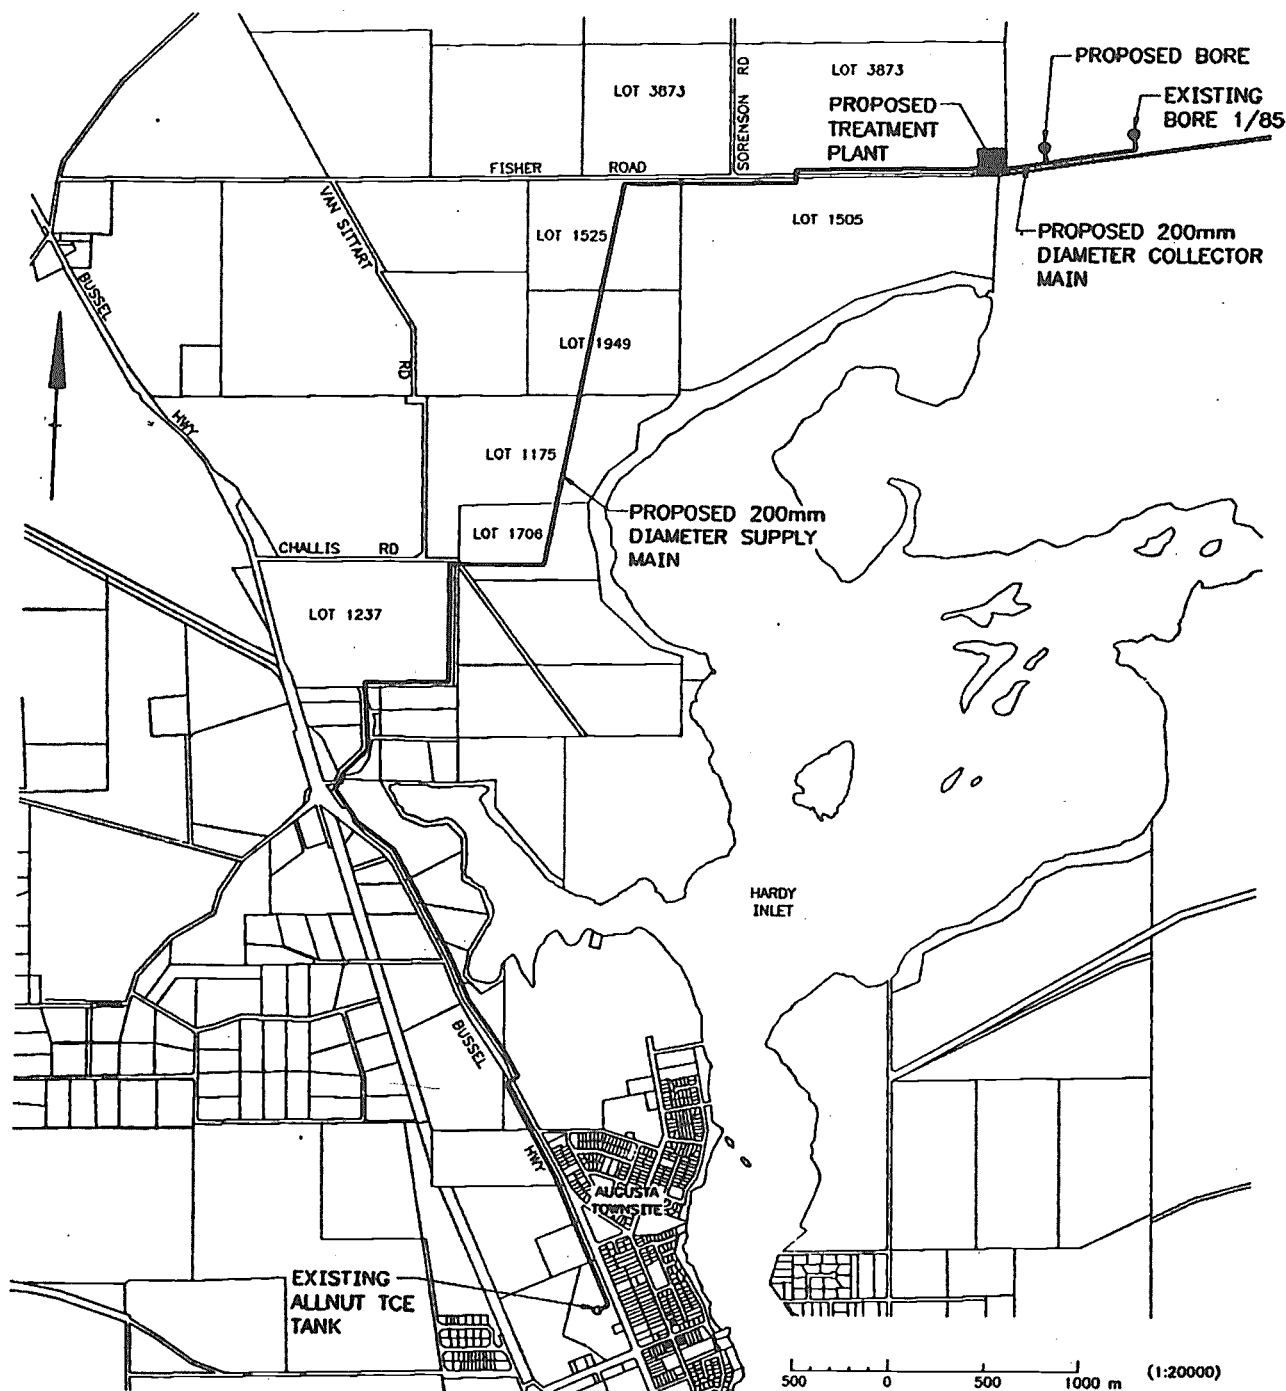 PROPOSED BORE
LOT 3873
SORENSON RD
LOT 3873
EXISTING
BORE 1/85
PROPOSED
TREATMENT
PLANT
FISHER ROAD
VAN SITTART
RD
LOT 1525
LOT 1505
PROPOSED 200mm
DIAMETER COLLECTOR
MAIN
BUSSEL
HWY
LOT 1949
LOT 1175
PROPOSED 200mm
DIAMETER SUPPLY
MAIN
LOT 1706
CHALLIS RD
LOT 1237
HARDY
INLET
BUSSEL
HWY
AUGUSTA
TOWNSITE
EXISTING
ALLNUT TCE
TANK
500 0 500 1000 m (1:20000)